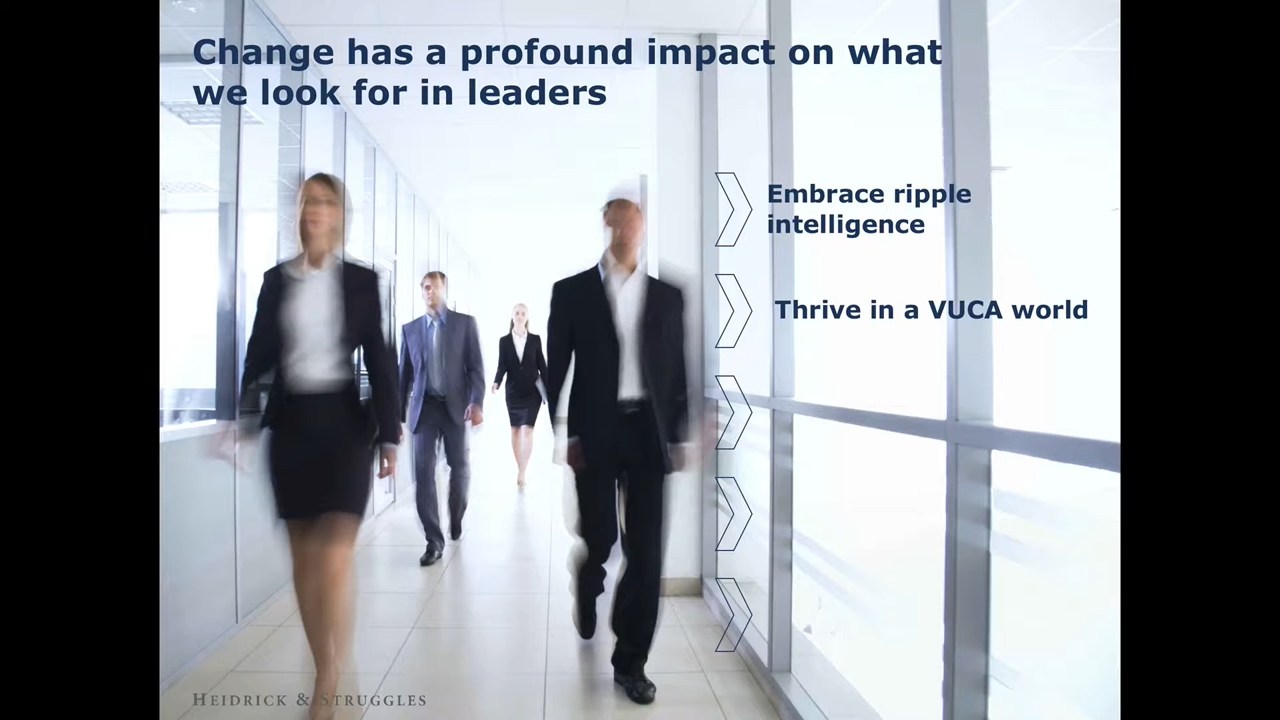 Change has a profound impact on what
we look for in leaders
Embrace ripple
intelligence
Thrive in a VUCA world
HEIDRICK & STRUGGLES